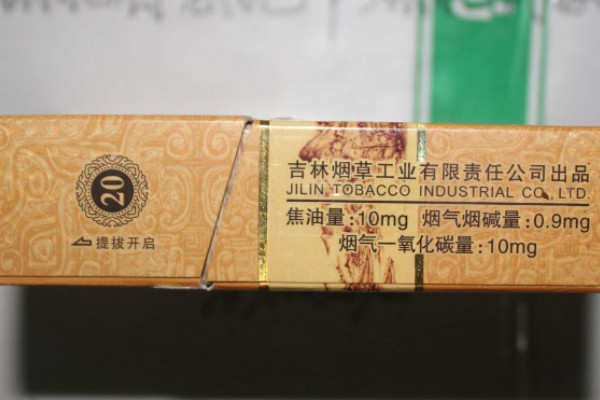 20
提拔开启
吉林烟草工业有限责任公司出品
JILIN TOBACCO INDUSTRIAL CO., LTD.
焦油量:10mg 烟气烟碱量:0.9mg
烟气一氧化碳量:10mg